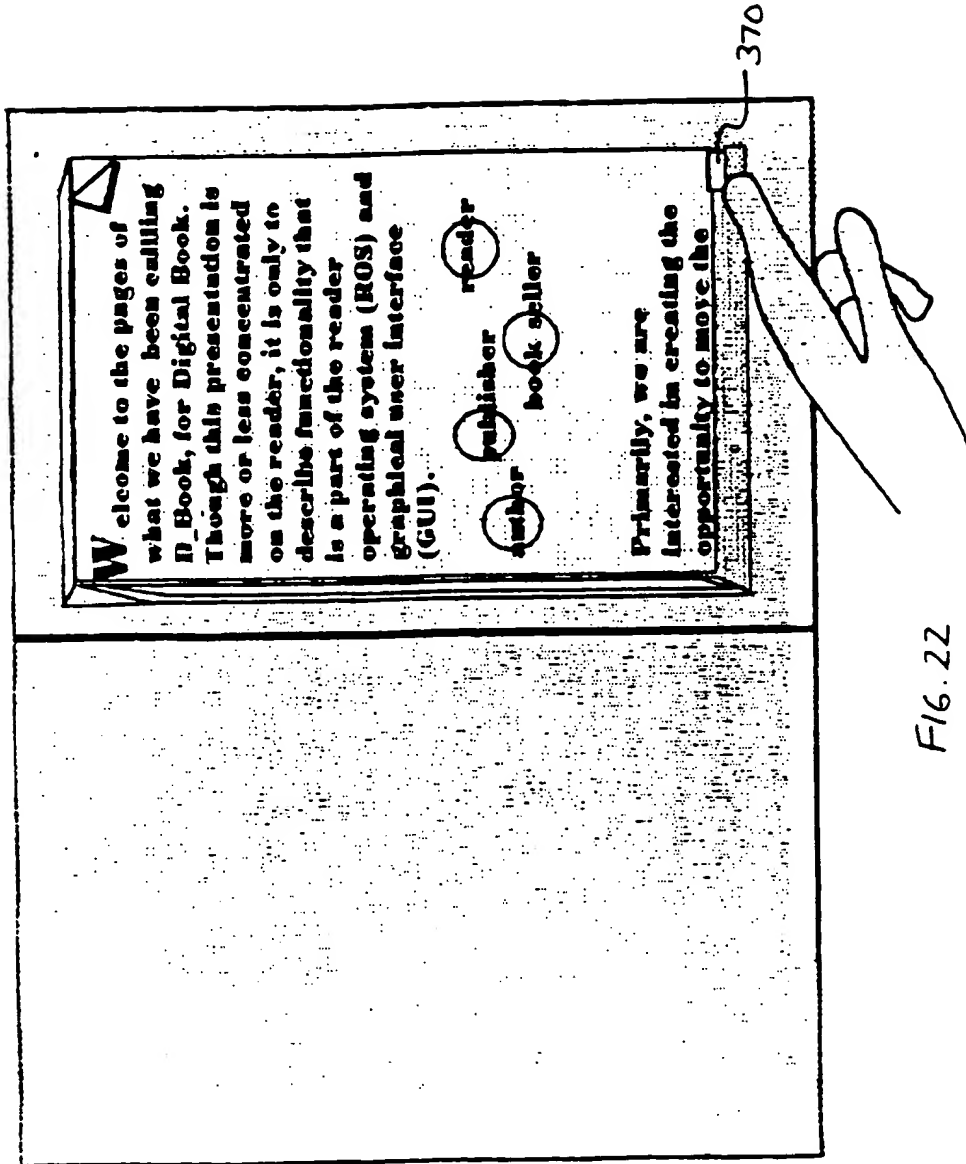 Welcome to the pages of
what we have been calling
D_Book, for Digital Book.
Though this presentation is
more or less concentrated
on the reader, it is only to
describe functionality that
is a part of the reader
operating system (ROS) and
graphical user interface
(GUI).
author
publisher
book seller
reader
Primarily, we are
interested in creating the
opportunity to move the
370
FIG. 22